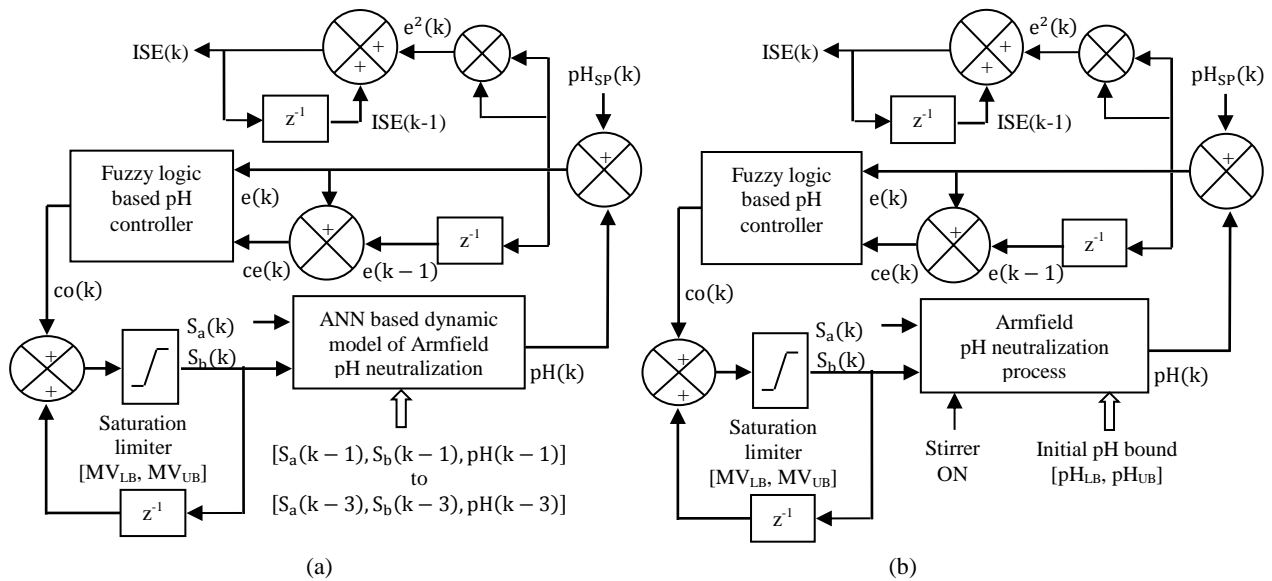 ISE(k)
+
+
e²(k)
pH_SP(k)
z⁻¹
ISE(k-1)
+
Fuzzy logic
based pH
controller
e(k)
+
ce(k)
e(k − 1)
z⁻¹
co(k)
+
+
S_a(k)
S_b(k)
ANN based dynamic
model of Armfield
pH neutralization
pH(k)
Saturation
limiter
[MV_LB, MV_UB]
z⁻¹
[S_a(k − 1), S_b(k − 1), pH(k − 1)]
to
[S_a(k − 3), S_b(k − 3), pH(k − 3)]
(a)
ISE(k)
+
+
e²(k)
pH_SP(k)
z⁻¹
ISE(k-1)
+
Fuzzy logic
based pH
controller
e(k)
+
ce(k)
e(k − 1)
z⁻¹
co(k)
+
+
S_a(k)
S_b(k)
Armfield
pH neutralization
process
pH(k)
Saturation
limiter
[MV_LB, MV_UB]
z⁻¹
Stirrer
ON
Initial pH bound
[pH_LB, pH_UB]
(b)